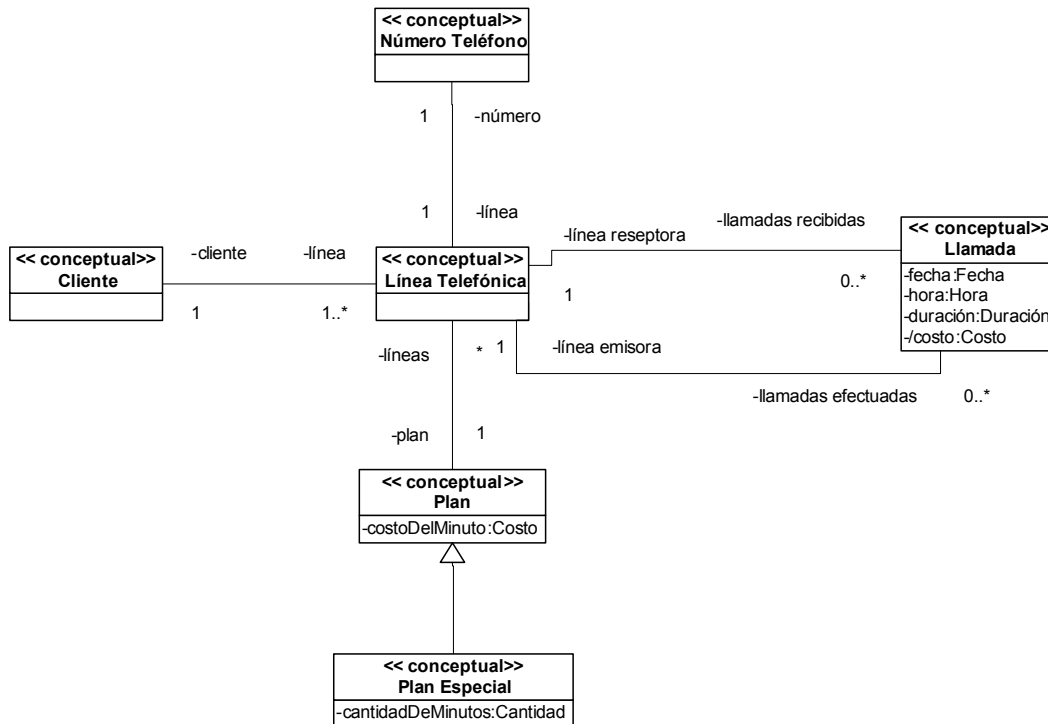 << conceptual>>
Número Teléfono
1 -número
1 -línea
<< conceptual>>
Cliente
-cliente -línea
1 1..*
<< conceptual>>
Línea Telefónica
-línea reseptora -llamadas recibidas
1 0..*
<< conceptual>>
Llamada
-fecha:Fecha
-hora:Hora
-duración:Duración
-/costo:Costo
1 -línea emisora
-llamadas efectuadas 0..*
-líneas *
-plan 1
<< conceptual>>
Plan
-costoDelMinuto:Costo
<< conceptual>>
Plan Especial
-cantidadDeMinutos:Cantidad